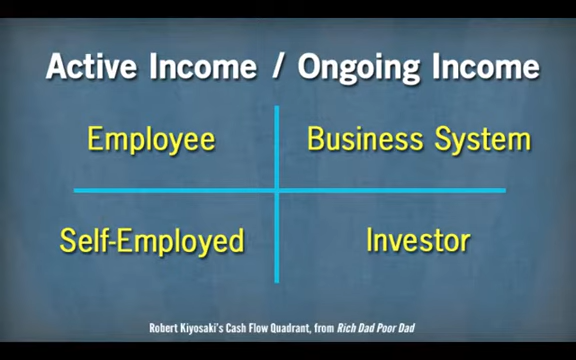 Active Income / Ongoing Income
Employee
Business System
Self-Employed
Investor
Robert Kiyosaki's Cash Flow Quadrant, from Rich Dad Poor Dad